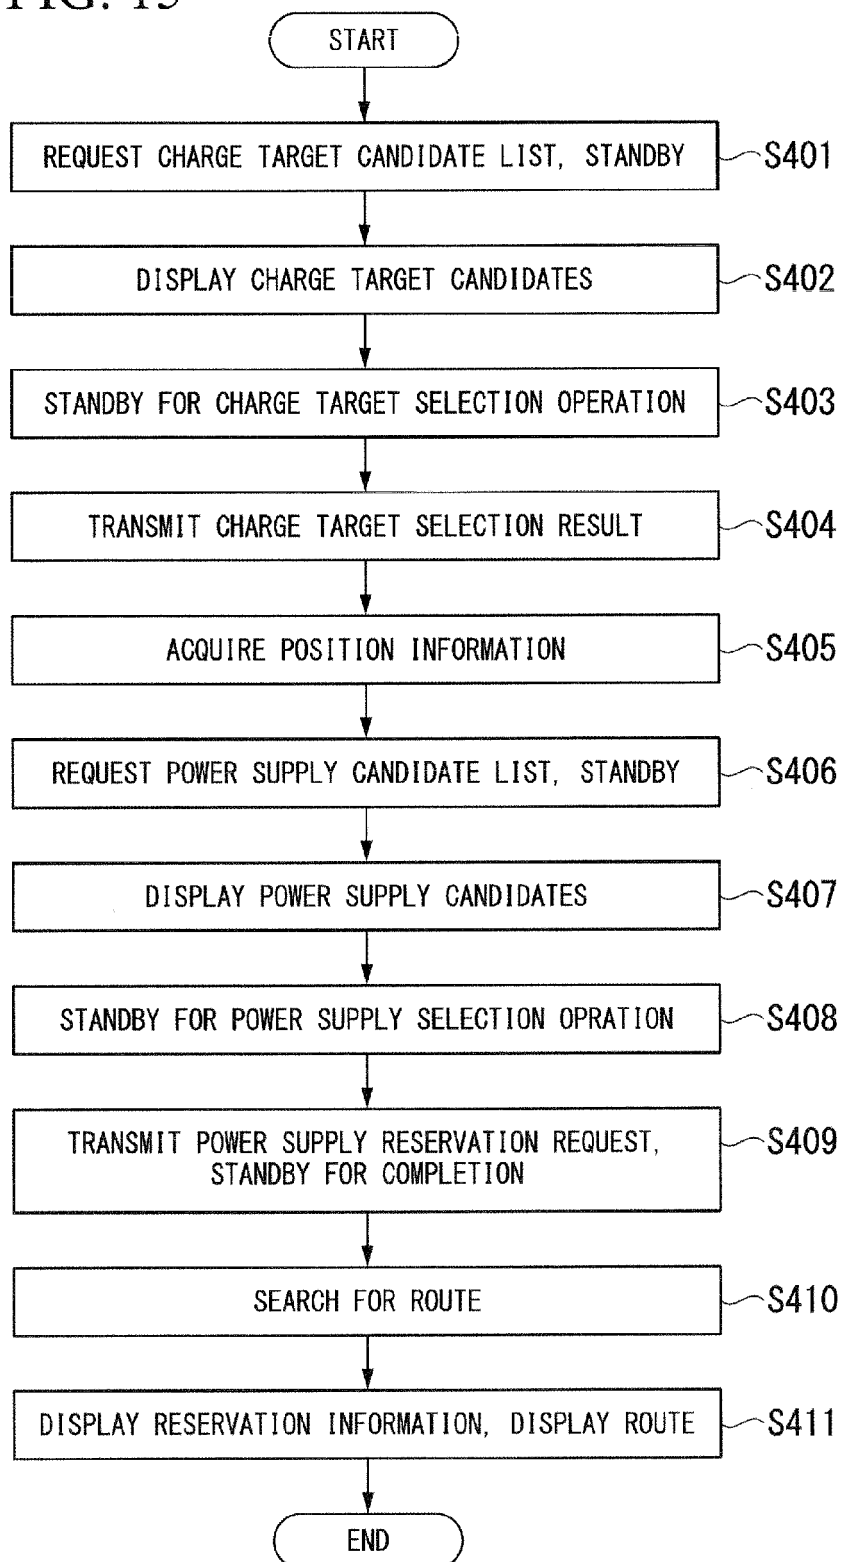 FIG. 15
START
REQUEST CHARGE TARGET CANDIDATE LIST, STANDBY
S401
DISPLAY CHARGE TARGET CANDIDATES
S402
STANDBY FOR CHARGE TARGET SELECTION OPERATION
S403
TRANSMIT CHARGE TARGET SELECTION RESULT
S404
ACQUIRE POSITION INFORMATION
S405
REQUEST POWER SUPPLY CANDIDATE LIST, STANDBY
S406
DISPLAY POWER SUPPLY CANDIDATES
S407
STANDBY FOR POWER SUPPLY SELECTION OPRATION
S408
TRANSMIT POWER SUPPLY RESERVATION REQUEST,
STANDBY FOR COMPLETION
S409
SEARCH FOR ROUTE
S410
DISPLAY RESERVATION INFORMATION, DISPLAY ROUTE
S411
END